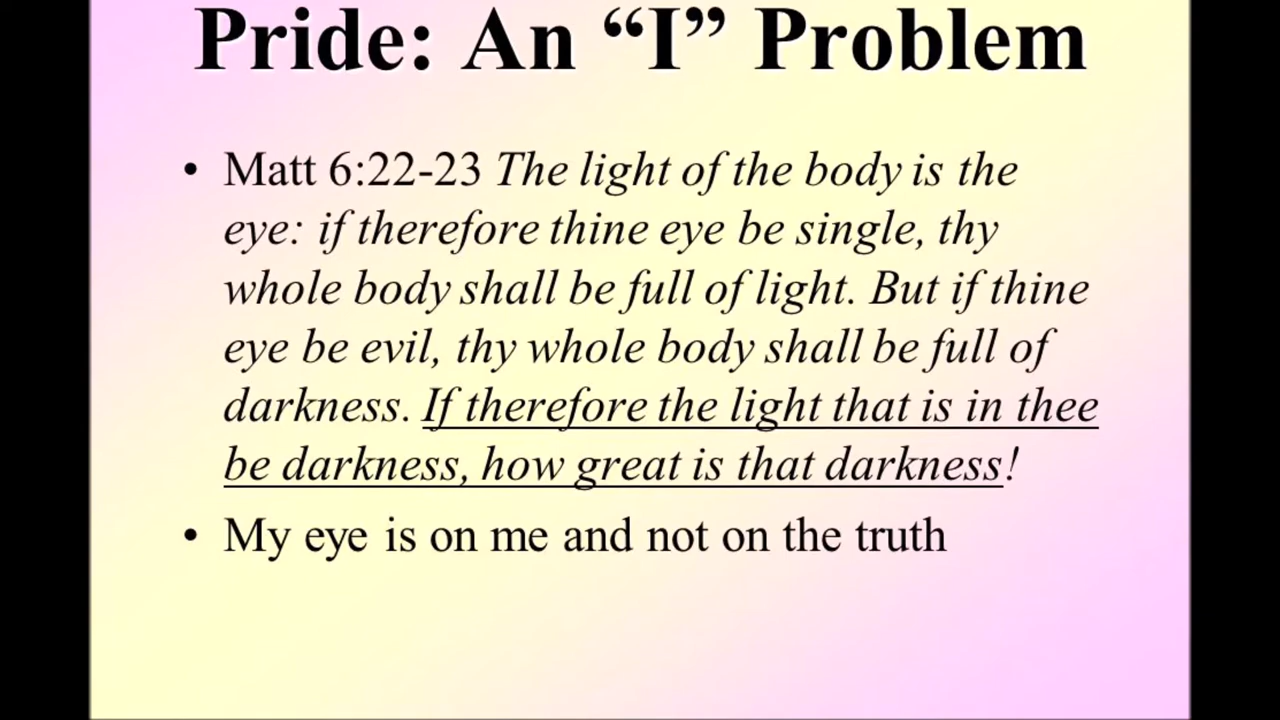 Pride: An “I” Problem
• Matt 6:22-23 The light of the body is the
eye: if therefore thine eye be single, thy
whole body shall be full of light. But if thine
eye be evil, thy whole body shall be full of
darkness. If therefore the light that is in thee
be darkness, how great is that darkness!
• My eye is on me and not on the truth